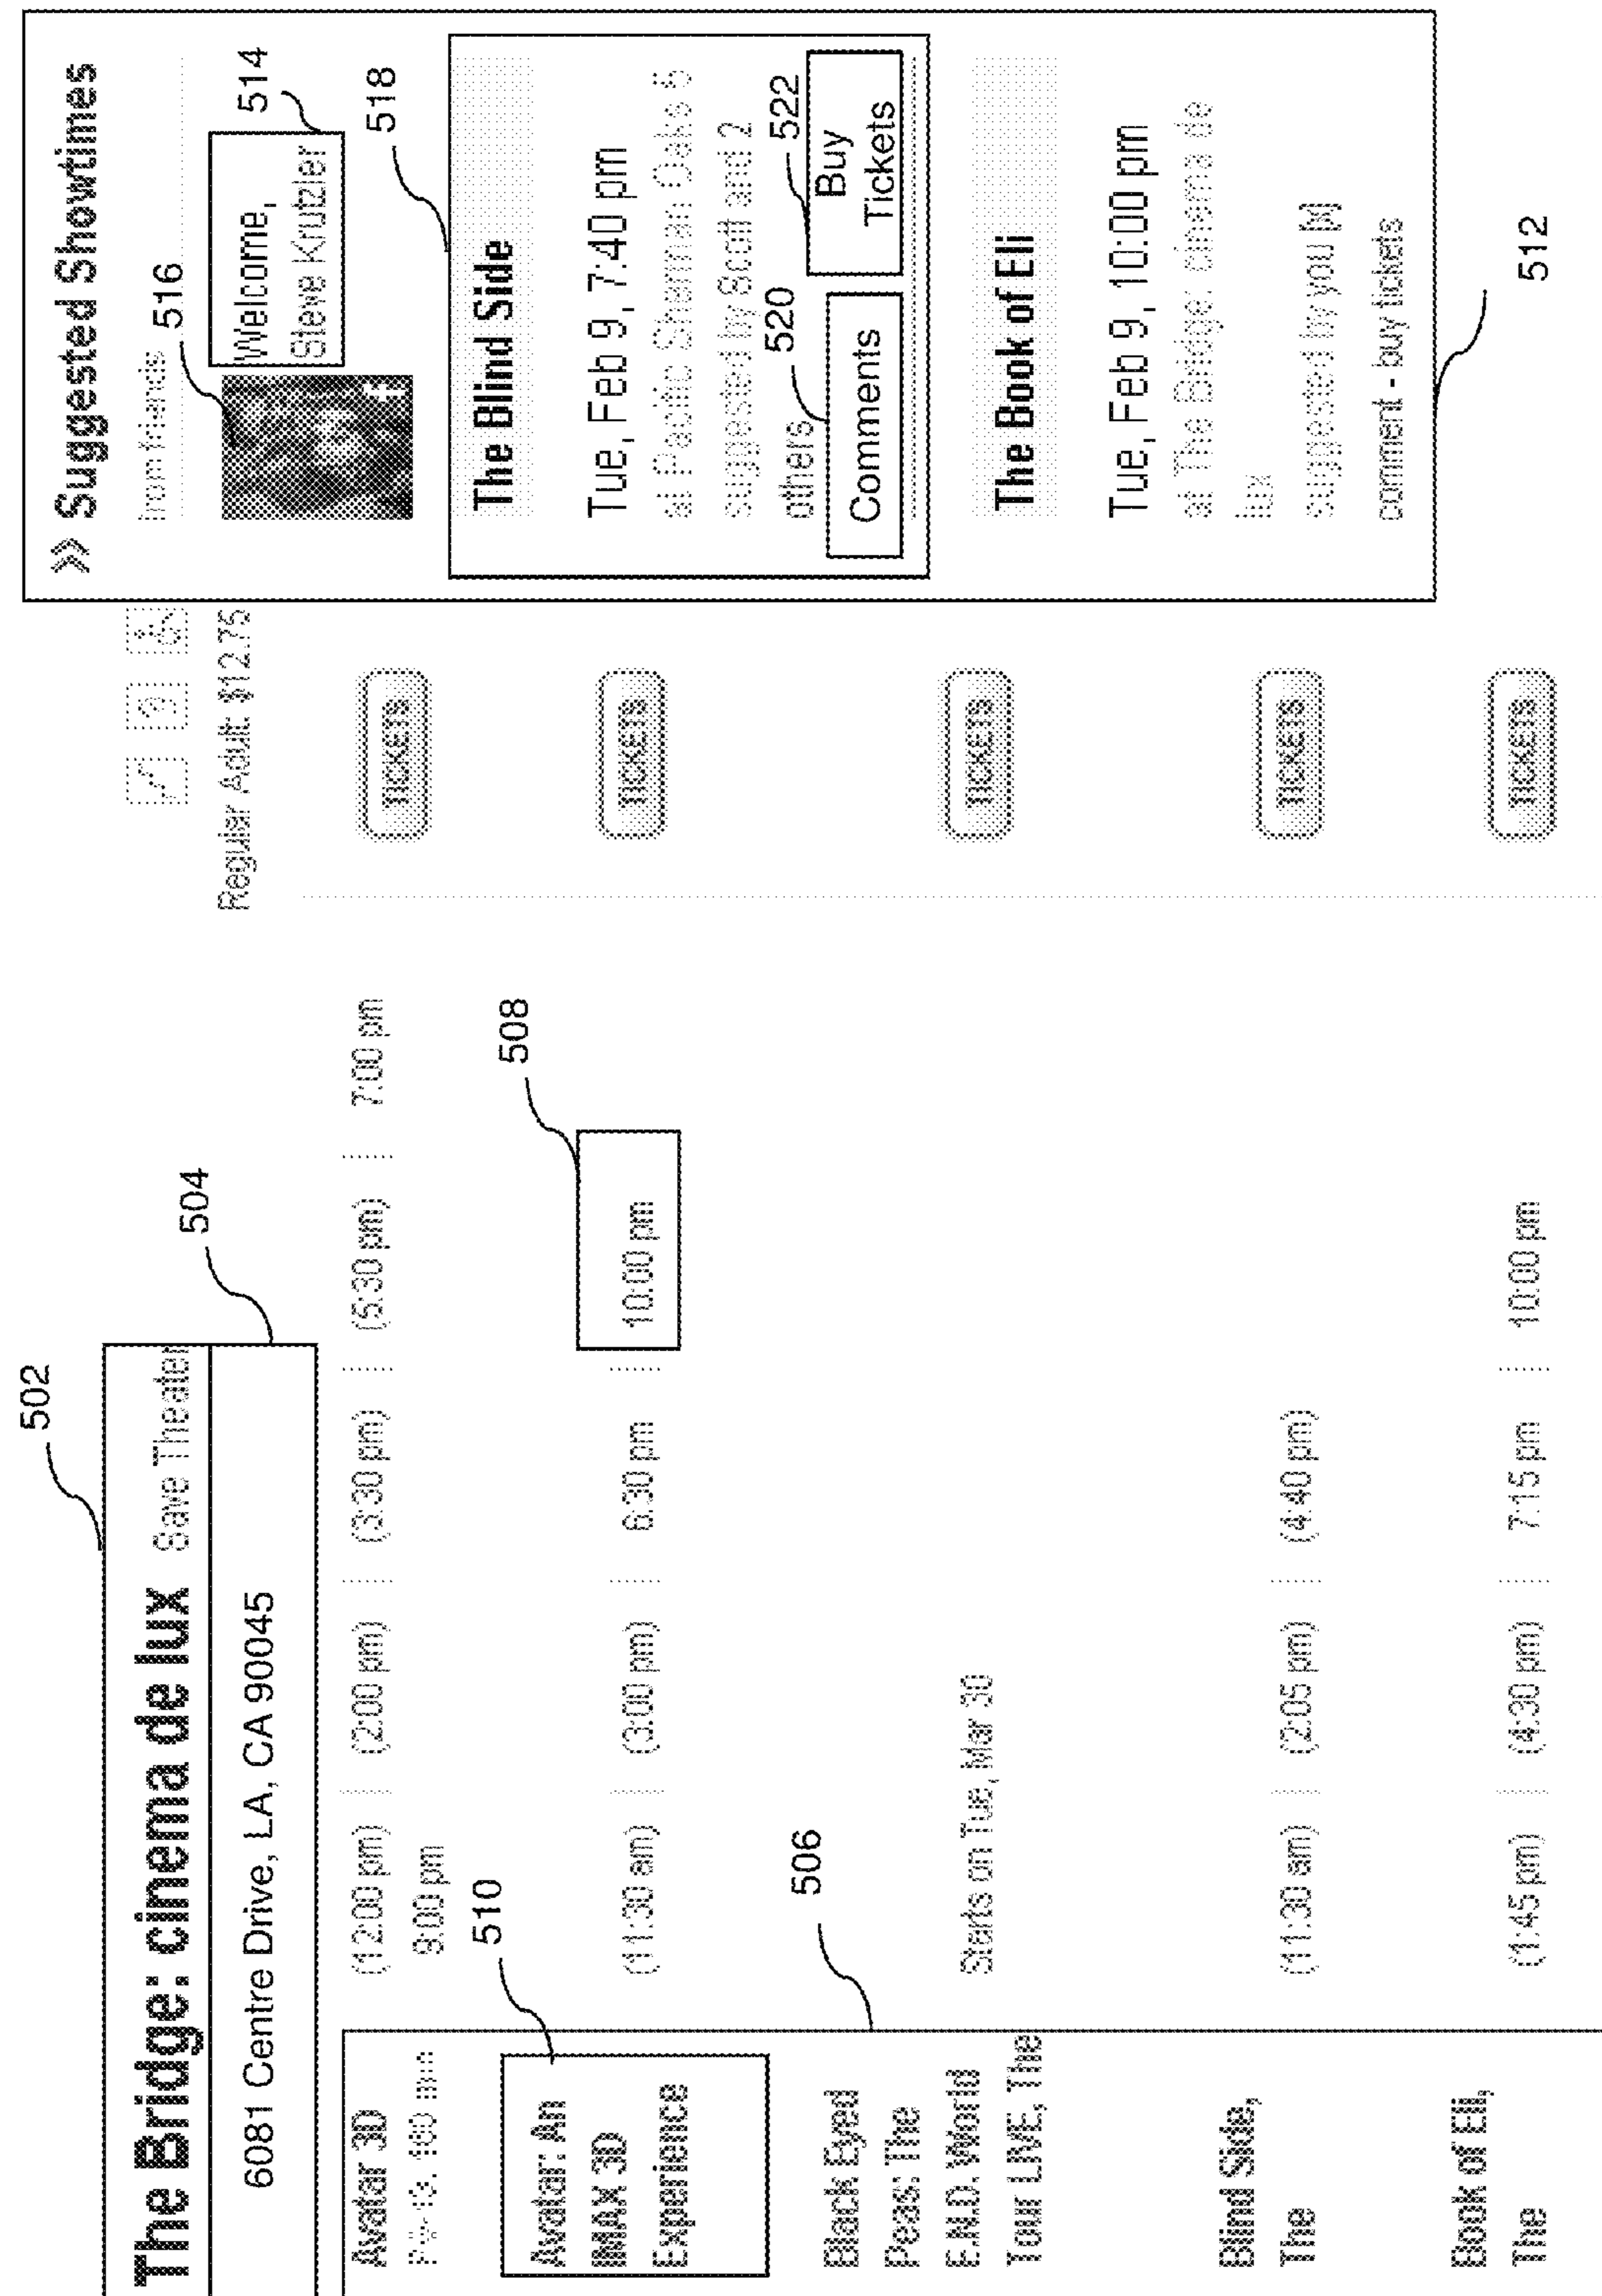 502
The Bridge: cinema de lux Save Theater
504
6081 Centre Drive, LA, CA 90045
Regular Adult: $12.75
Avatar 3D
(12:00 pm) (2:00 pm) (3:30 pm) (5:30 pm) 7:00 pm
9:00 pm
TICKETS
510
508
Avatar: An
IMAX 3D
Experience
(11:30 am) (3:00 pm) 6:30 pm 10:00 pm
TICKETS
506
Black Eyed
Peas: The
E.N.D. World
Tour LIVE, The
Starts on Tue, Mar 30
TICKETS
Blind Side,
The
(11:30 am) (2:05 pm) (4:40 pm)
TICKETS
Book of Eli,
The
(1:45 pm) (4:30 pm) 7:15 pm 10:00 pm
TICKETS
>> Suggested Showtimes
from friends
516
514
Welcome,
Steve Krutzler
f
518
The Blind Side
Tue, Feb 9, 7:40 pm
at Pacific Sherman Oaks 5
suggested by Scott and 2
others
520
522
Comments
Buy
Tickets
The Book of Eli
Tue, Feb 9, 10:00 pm
at The Bridge: cinema de
lux
suggested by you [x]
comment - buy tickets
512